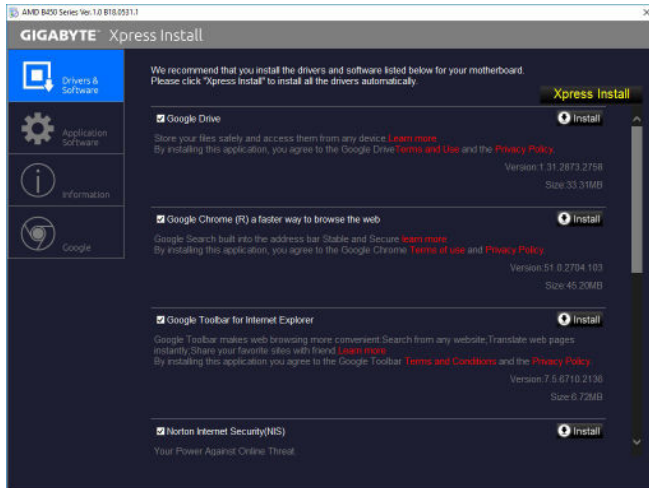 AMD B450 Series Ver.1.0 B18.0531.1
GIGABYTE™ Xpress Install
Drivers & Software
Application Software
Information
Google
We recommend that you install the drivers and software listed below for your motherboard.
Please click "Xpress Install" to install all the drivers automatically.
Xpress Install
Google Drive
Install
Store your files safely and access them from any device.Learn more
By installing this application, you agree to the Google DriveTerms and Use and the Privacy Policy.
Version:1.31.2873.2758
Size:33.31MB
Google Chrome (R) a faster way to browse the web
Install
Google Search built into the address bar Stable and Secure learn more
By installing this application, you agree to the Google Chrome Terms of use and Privacy Policy
Version:51.0.2704.103
Size:45.20MB
Google Toolbar for Internet Explorer
Install
Google Toolbar makes web browsing more convenient.Search from any website,Translate web pages
instantly,Share your favorite sites with friend.Learn more
By installing this application you agree to the Google Toolbar Terms and Conditions and the Privacy Policy.
Version:7.5.6710.2136
Size:6.72MB
Norton Internet Security(NIS)
Install
Your Power Against Online Threat.